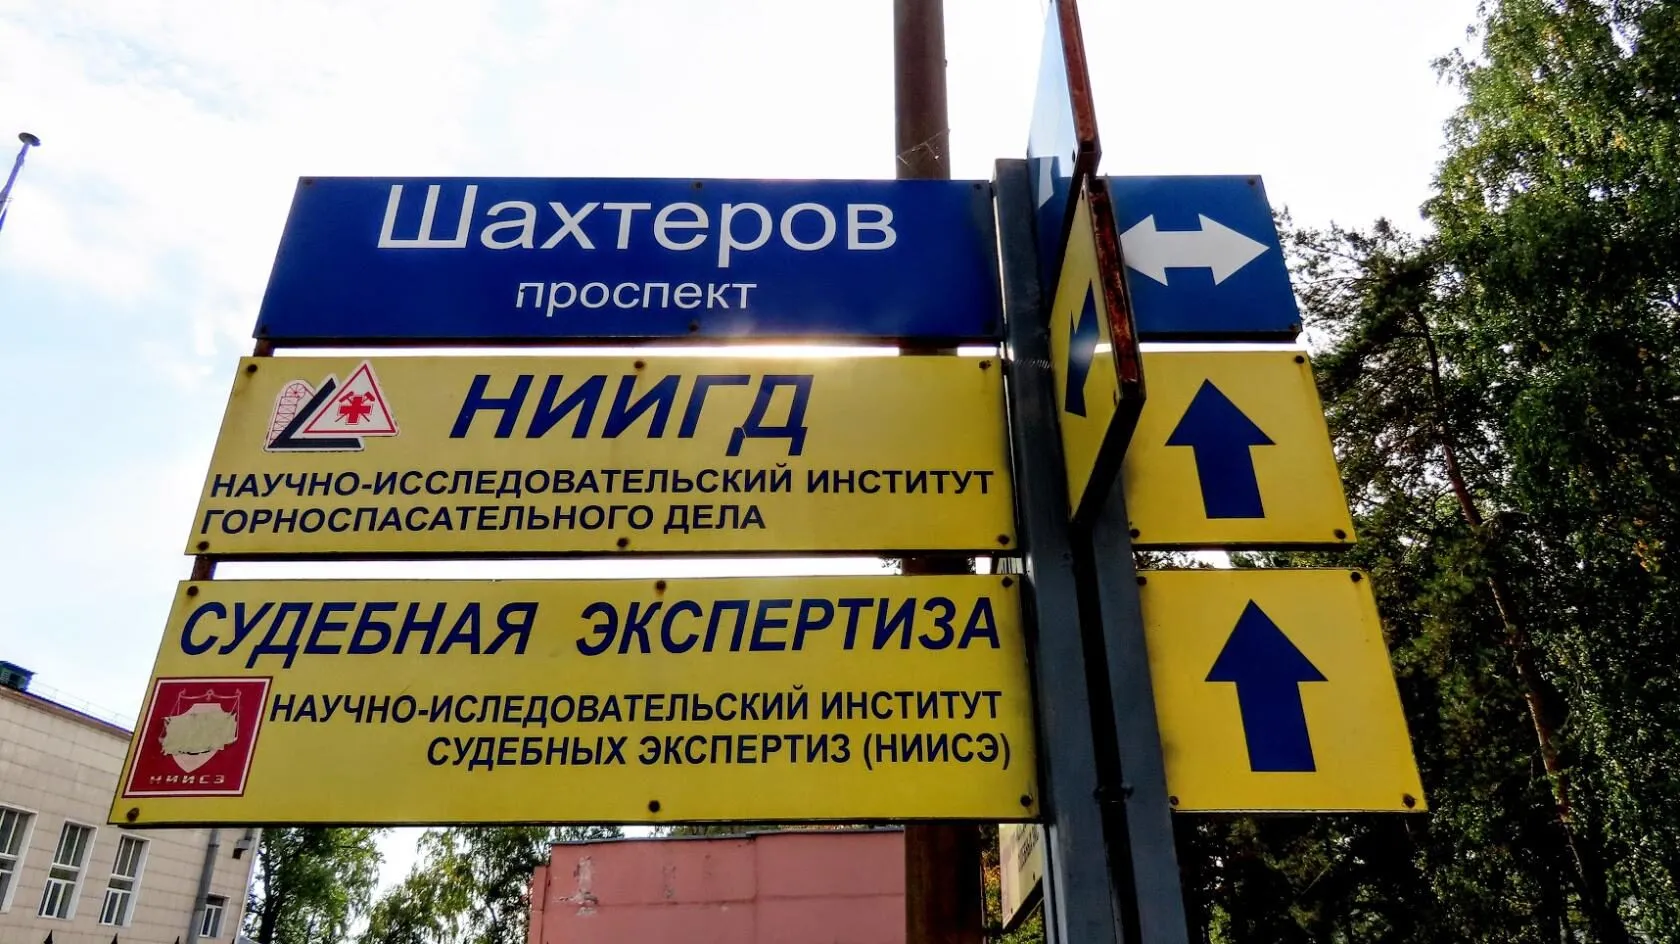 Шахтеров
проспект
НИИГД
НАУЧНО-ИССЛЕДОВАТЕЛЬСКИЙ ИНСТИТУТ
ГОРНОСПАСАТЕЛЬНОГО ДЕЛА
СУДЕБНАЯ ЭКСПЕРТИЗА
НАУЧНО-ИСЛЕДОВАТЕЛЬСКИЙ ИНСТИТУТ
СУДЕБНЫХ ЭКСПЕРТИЗ (НИИСЭ)
НИИСЭ